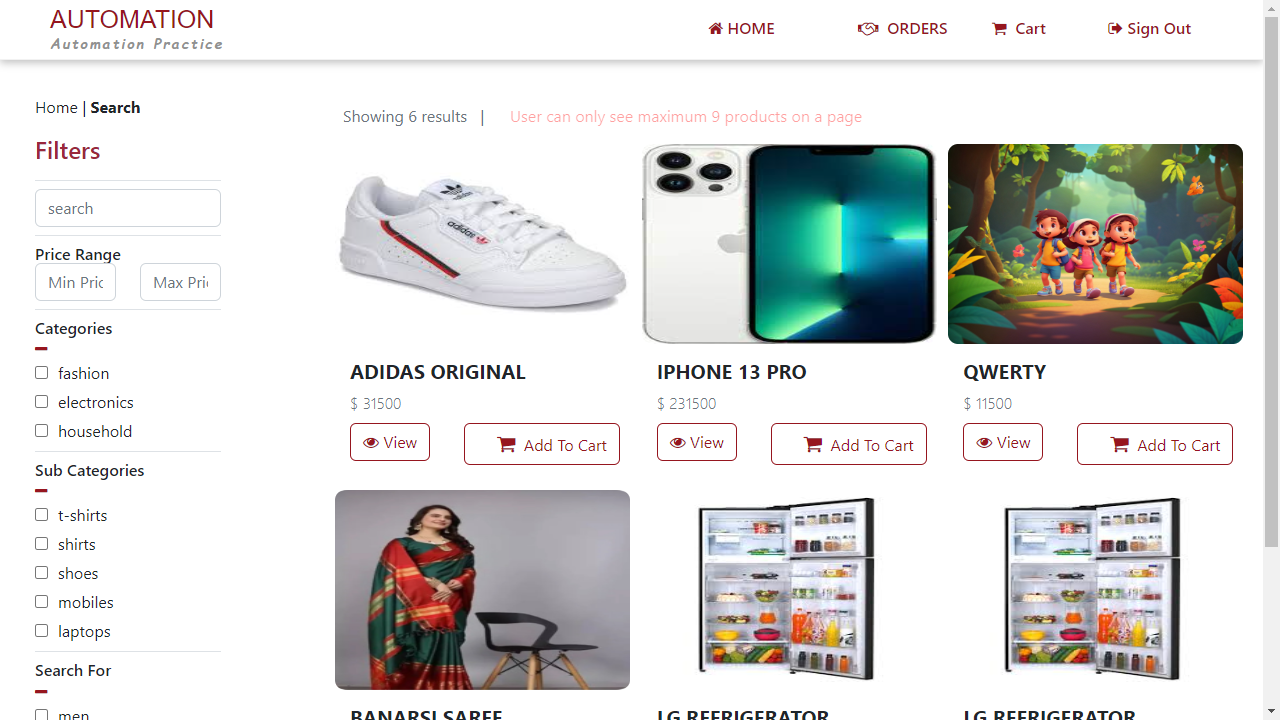 AUTOMATION
Automation Practice
HOME
ORDERS
Cart
Sign Out
Home | Search
Showing 6 results |
User can only see maximum 9 products on a page
Filters
search
Price Range
Min Pric
Max Pric
Categories
fashion
electronics
household
Sub Categories
t-shirts
shirts
shoes
mobiles
laptops
Search For
men
adidas
adidas
ADIDAS ORIGINAL
$ 31500
View
Add To Cart
IPHONE 13 PRO
$ 231500
View
Add To Cart
QWERTY
$ 11500
View
Add To Cart
BANARSI SAREE
LG REFRIGERATOR
LG REFRIGERATOR